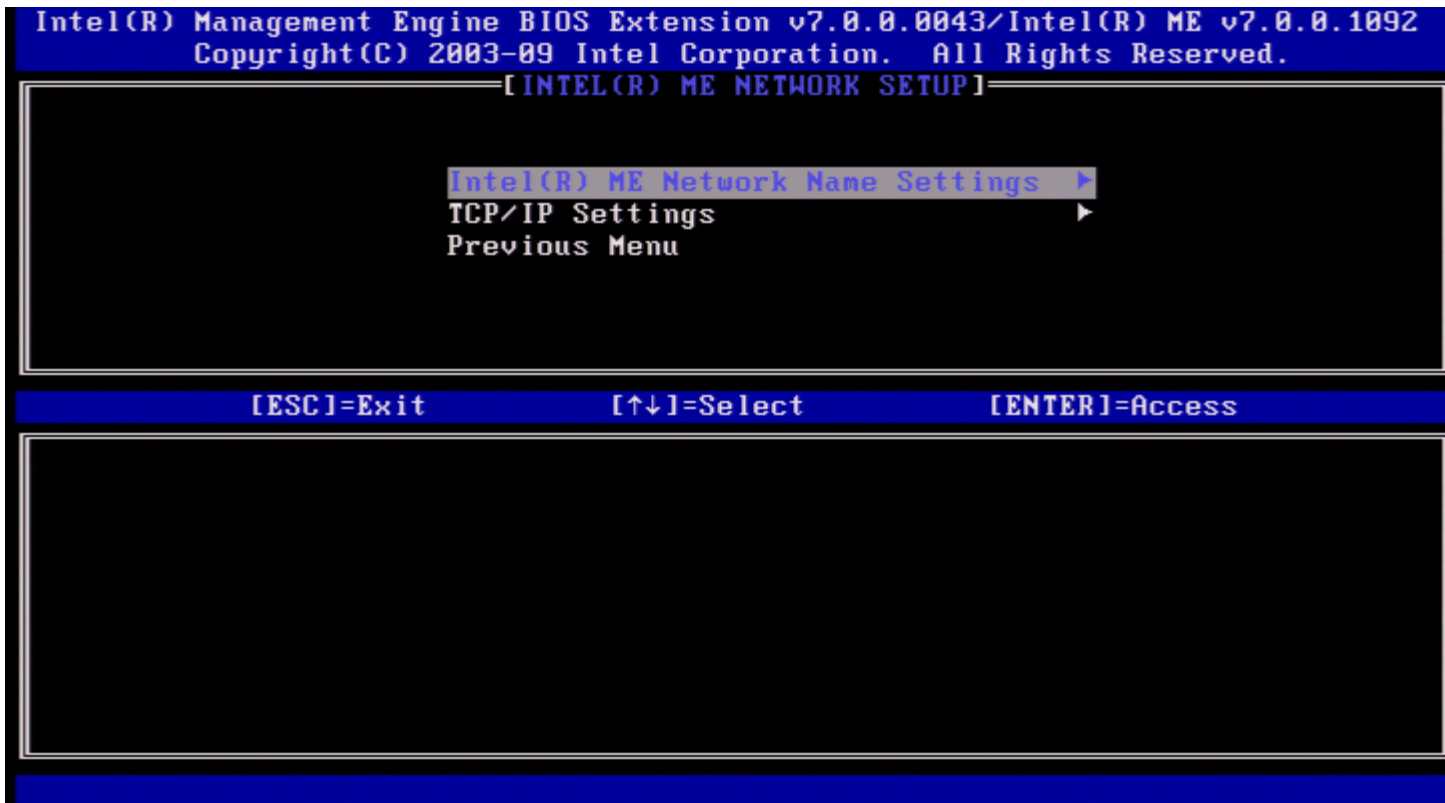 Intel(R) Management Engine BIOS Extension v7.0.0.0043/Intel(R) ME v7.0.0.1092
Copyright(C) 2003-09 Intel Corporation. All Rights Reserved.
[INTEL(R) ME NETWORK SETUP]
Intel(R) ME Network Name Settings ►
TCP/IP Settings ►
Previous Menu
[ESC]=Exit [↑↓]=Select [ENTER]=Access